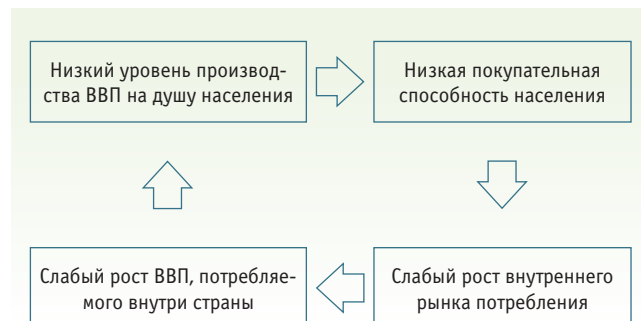 Низкий уровень производ-
ства ВВП на душу населения
Низкая покупательная
способность населения
Слабый рост ВВП, потребляе-
мого внутри страны
Слабый рост внутреннего
рынка потребления